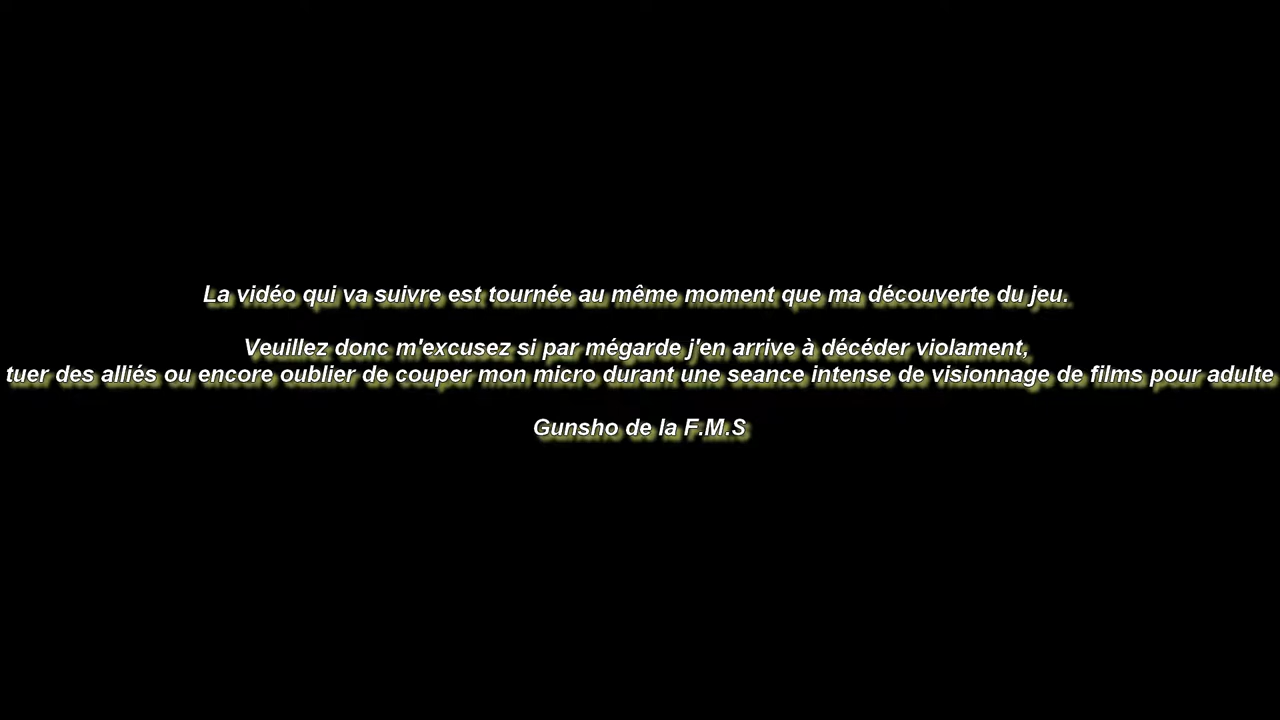 La vidéo qui va suivre est tournée au même moment que ma découverte du jeu.
Veuillez donc m'excusez si par mégarde j'en arrive à décéder violament,
tuer des alliés ou encore oublier de couper mon micro durant une seance intense de visionnage de films pour adulte
Gunsho de la F.M.S